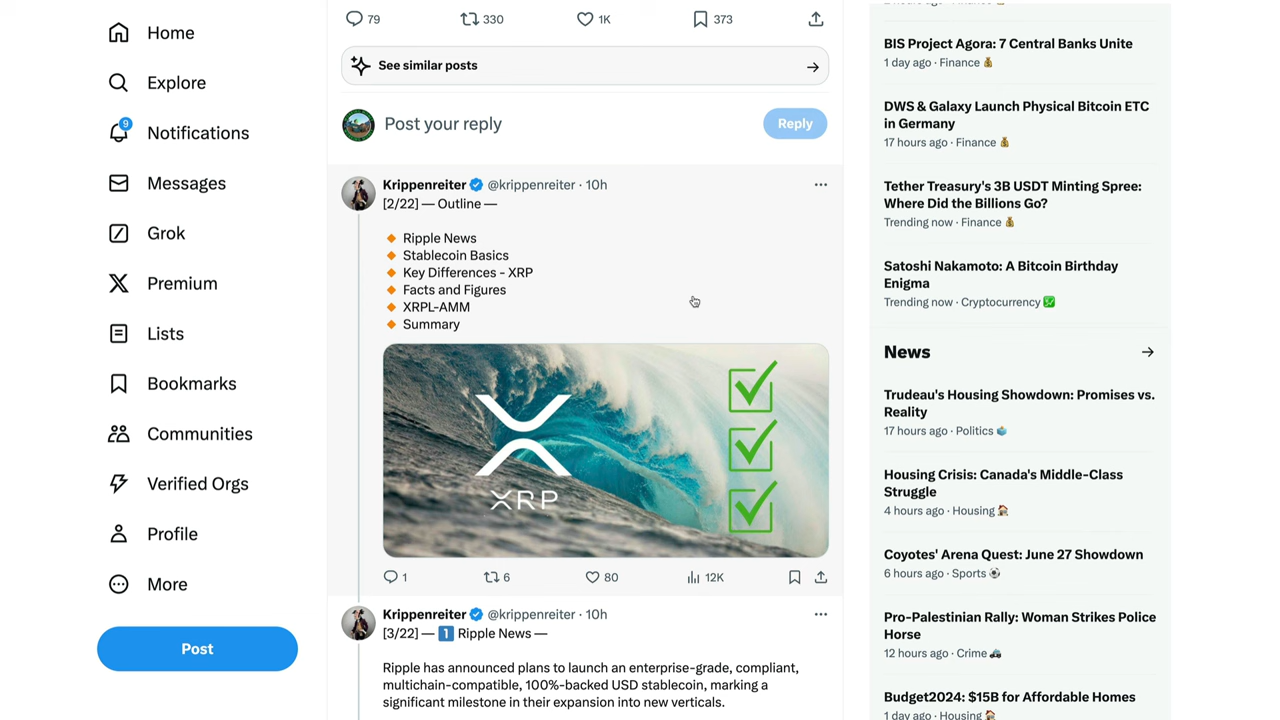 Home
Explore
9
Notifications
Messages
Grok
Premium
Lists
Bookmarks
Communities
Verified Orgs
Profile
More
Post
79 330 1K 373
See similar posts
Post your reply
Reply
Krippenreiter @krippenreiter · 10h
[2/22] — Outline —
🔸 Ripple News
🔸 Stablecoin Basics
🔸 Key Differences - XRP
🔸 Facts and Figures
🔸 XRPL-AMM
🔸 Summary
XRP
1 6 80 12K
Krippenreiter @krippenreiter · 10h
[3/22] — 1️⃣ Ripple News —
Ripple has announced plans to launch an enterprise-grade, compliant,
multichain-compatible, 100%-backed USD stablecoin, marking a
significant milestone in their expansion into new verticals.
BIS Project Agora: 7 Central Banks Unite
1 day ago · Finance 💰
DWS & Galaxy Launch Physical Bitcoin ETC
in Germany
17 hours ago · Finance 💰
Tether Treasury's 3B USDT Minting Spree:
Where Did the Billions Go?
Trending now · Finance 💰
Satoshi Nakamoto: A Bitcoin Birthday
Enigma
Trending now · Cryptocurrency 💹
News
Trudeau's Housing Showdown: Promises vs.
Reality
17 hours ago · Politics 🗳️
Housing Crisis: Canada's Middle-Class
Struggle
4 hours ago · Housing 🏠
Coyotes' Arena Quest: June 27 Showdown
6 hours ago · Sports ⚽
Pro-Palestinian Rally: Woman Strikes Police
Horse
12 hours ago · Crime 🚓
Budget2024: $15B for Affordable Homes
1 day ago · Housing 🏠